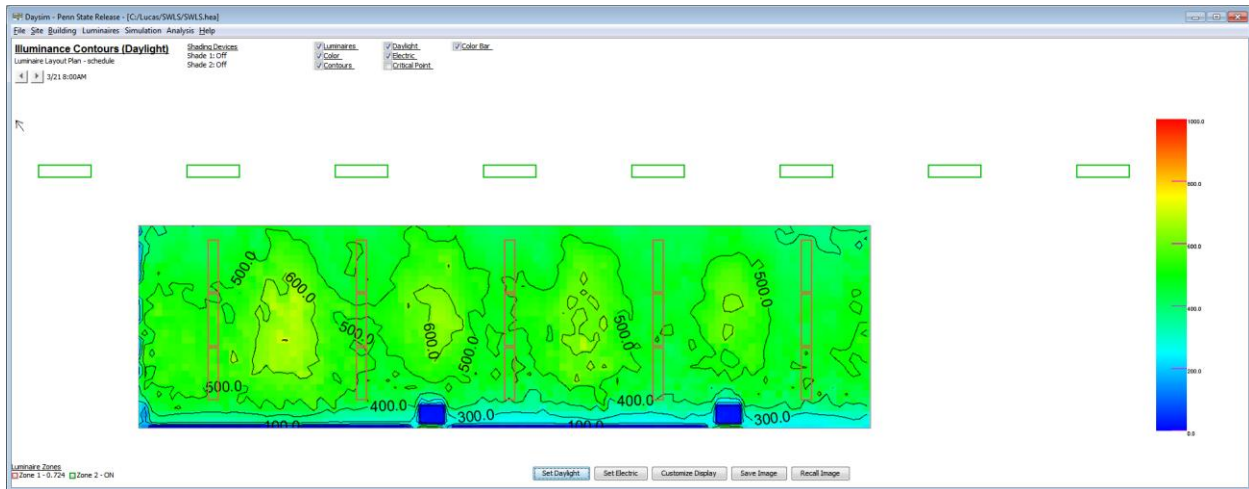 Daysim - Penn State Release - [C:/Lucas/SWLS/SWLS.hea]
File Site Building Luminaires Simulation Analysis Help
Illuminance Contours (Daylight)
Luminaire Layout Plan - schedule
3/21 8:00AM
Shading Devices
Shade 1: Off
Shade 2: Off
Luminaires Daylight Color Bar
Color Electric
Contours Critical Point
1000.0
800.0
600.0
400.0
200.0
0.0
500.0
600.0
500.0
600.0
500.0
500.0
500.0
500.0
400.0
300.0
400.0
300.0
100.0
100.0
Luminaire Zones
Zone 1 - 0.724 Zone 2 - ON
Set Daylight Set Electric Customize Display Save Image Recall Image